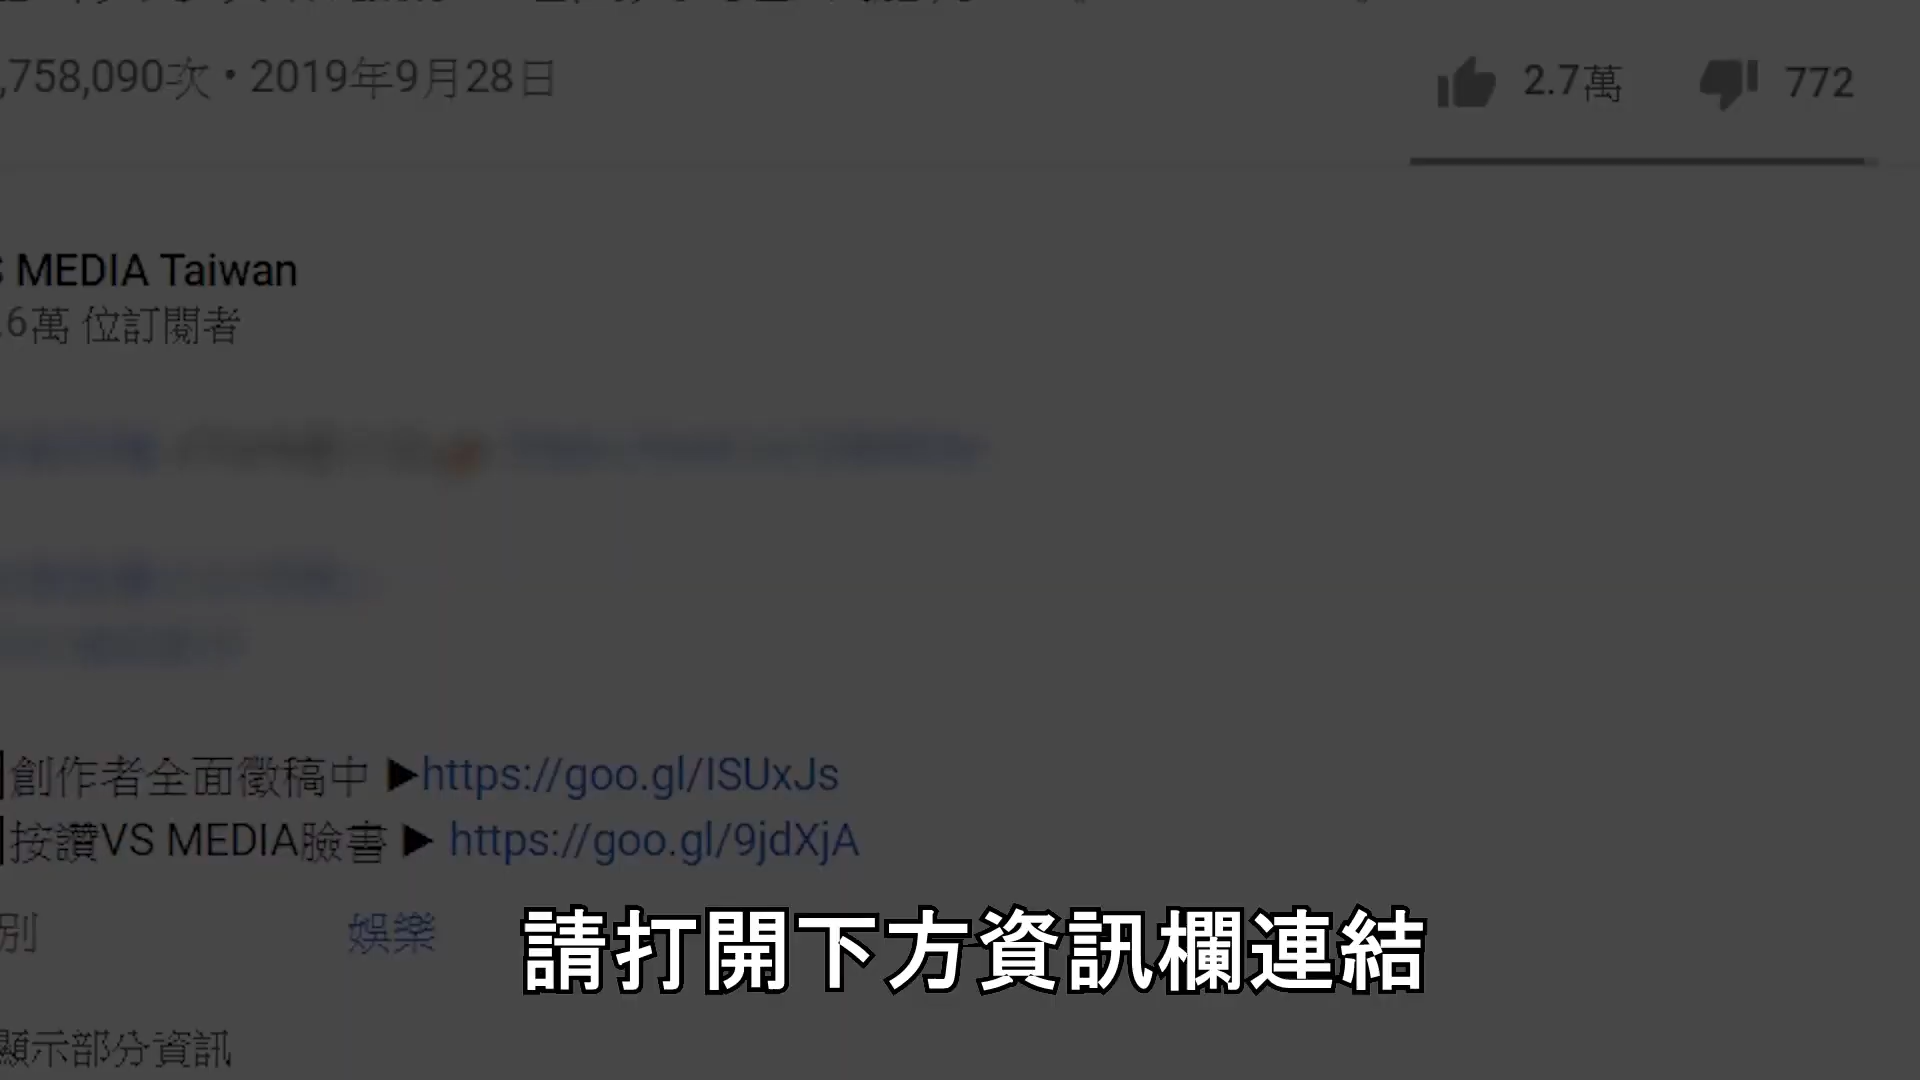 ,758,090次 • 2019年9月28日
2.7萬 772
S MEDIA Taiwan
.6萬 位訂閱者
創作者全面徵稿中 ▶https://goo.gl/ISUxJs
按讚VS MEDIA臉書 ▶ https://goo.gl/9jdXjA
別 娛樂
請打開下方資訊欄連結
顯示部分資訊